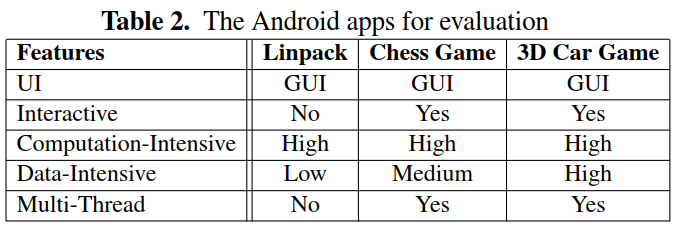 Table 2. The Android apps for evaluation
Features Linpack Chess Game 3D Car Game
UI GUI GUI GUI
Interactive No Yes Yes
Computation-Intensive High High High
Data-Intensive Low Medium High
Multi-Thread No Yes Yes